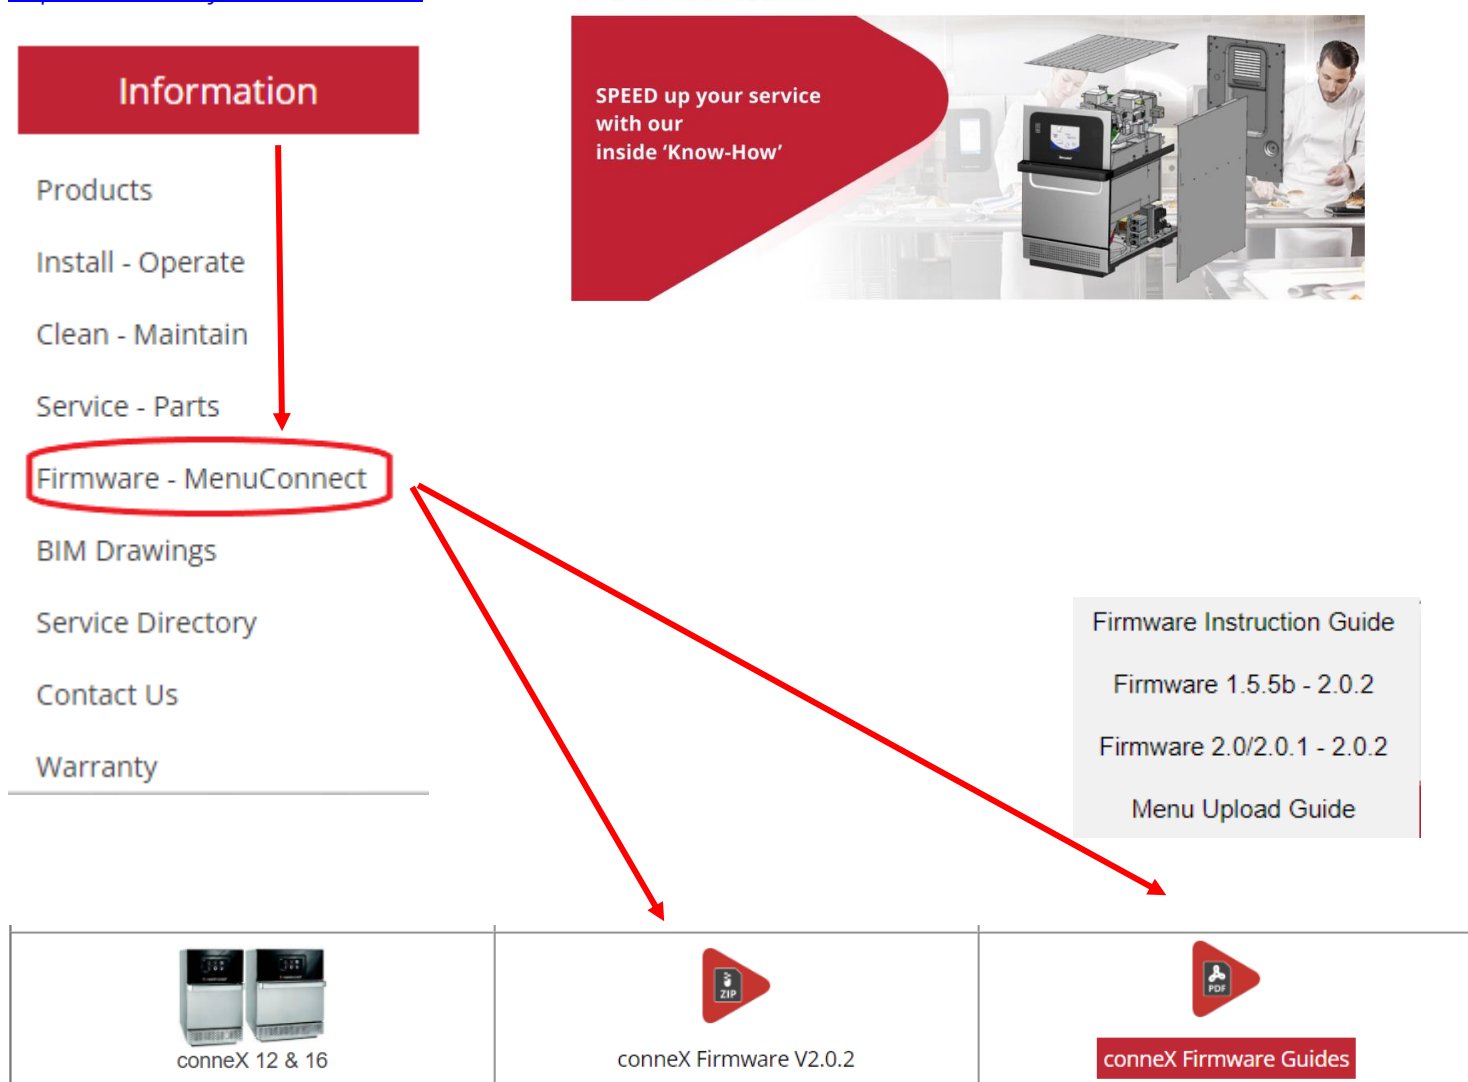 Information
Products
Install - Operate
Clean - Maintain
Service - Parts
Firmware - MenuConnect
BIM Drawings
Service Directory
Contact Us
Warranty
SPEED up your service
with our
inside ‘Know-How’
Firmware Instruction Guide
Firmware 1.5.5b - 2.0.2
Firmware 2.0/2.0.1 - 2.0.2
Menu Upload Guide
conneX 12 & 16
ZIP
conneX Firmware V2.0.2
PDF
conneX Firmware Guides